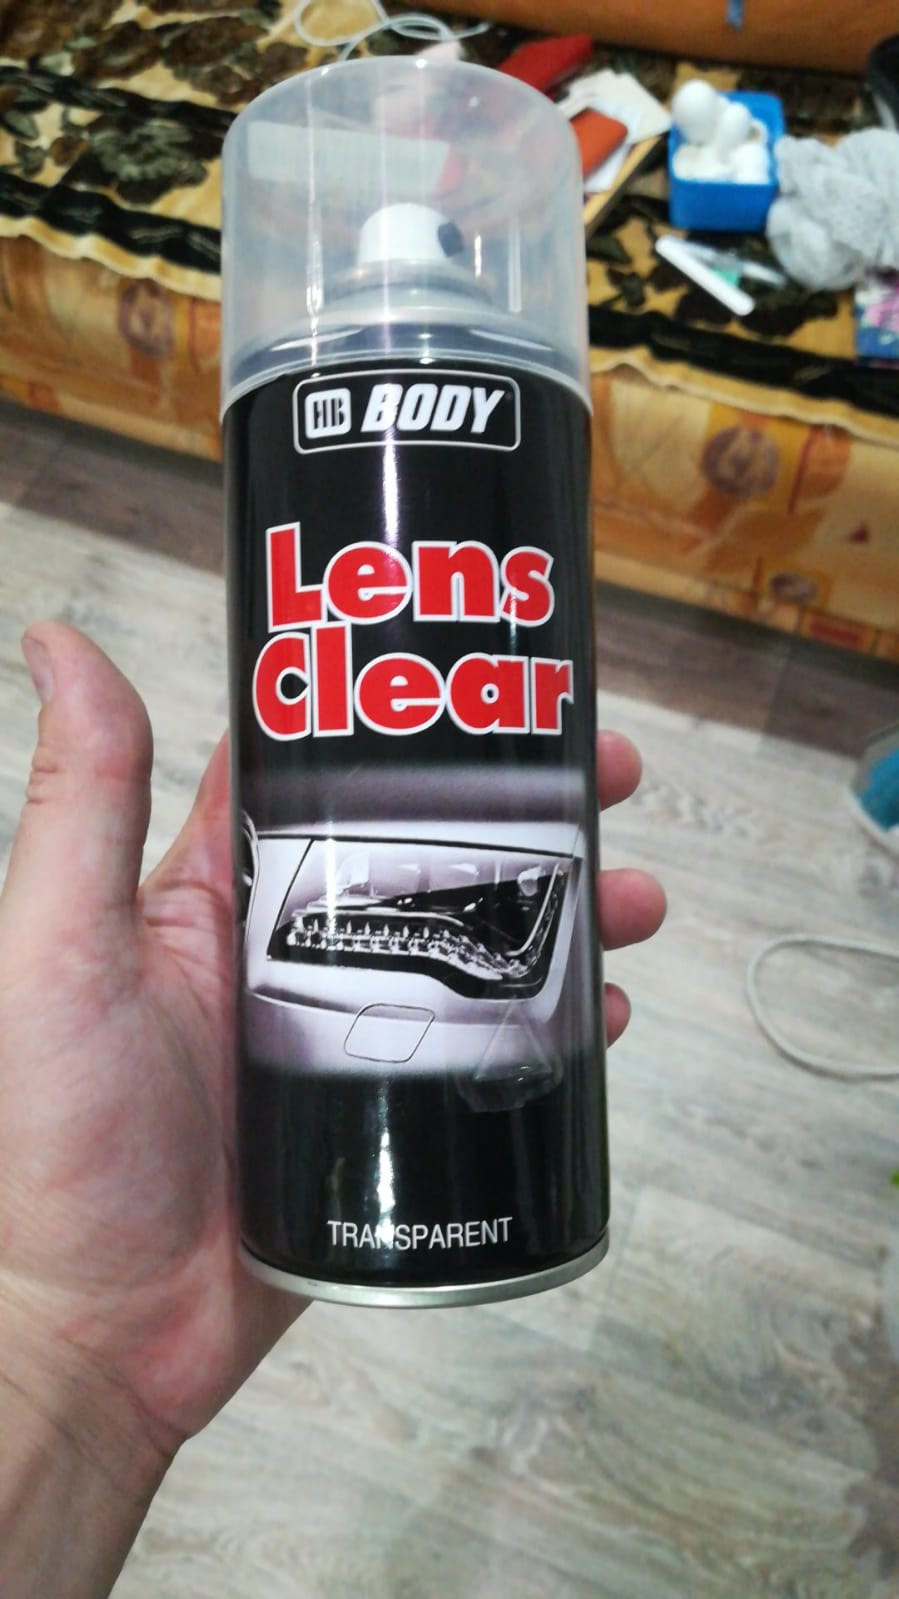 HB BODY
Lens
Clear
TRANSPARENT